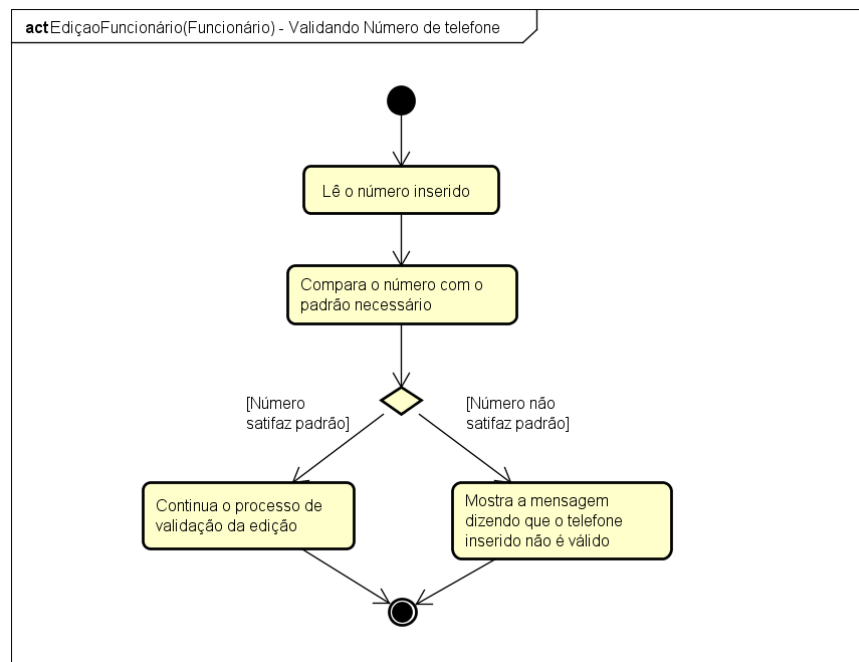 act EdiçaoFuncionário(Funcionário) - Validando Número de telefone
Lê o número inserido
Compara o número com o
padrão necessário
[Número
satifaz padrão]
[Número não
satifaz padrão]
Continua o processo de
validação da edição
Mostra a mensagem
dizendo que o telefone
inserido não é válido